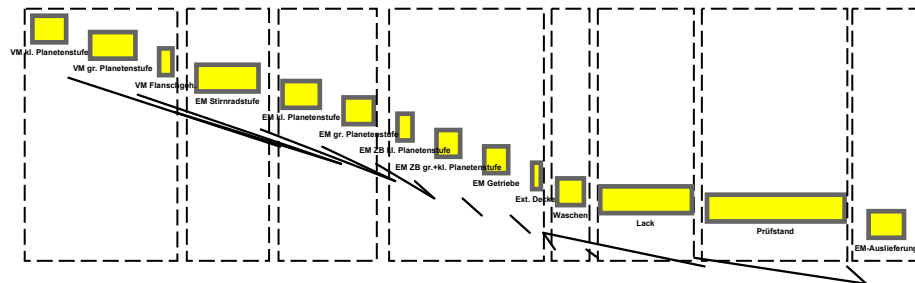 VM kl. Planetenstufe
VM gr. Planetenstufe
VM Flanschgeh.
EM Stirnradstufe
EM kl. Planetenstufe
EM gr. Planetenstufe
EM ZB kl. Planetenstufe
EM ZB gr.+kl. Planetenstufe
EM Getriebe
Ext. Decke
Waschen
Lack
Prüfstand
EM-Auslieferung